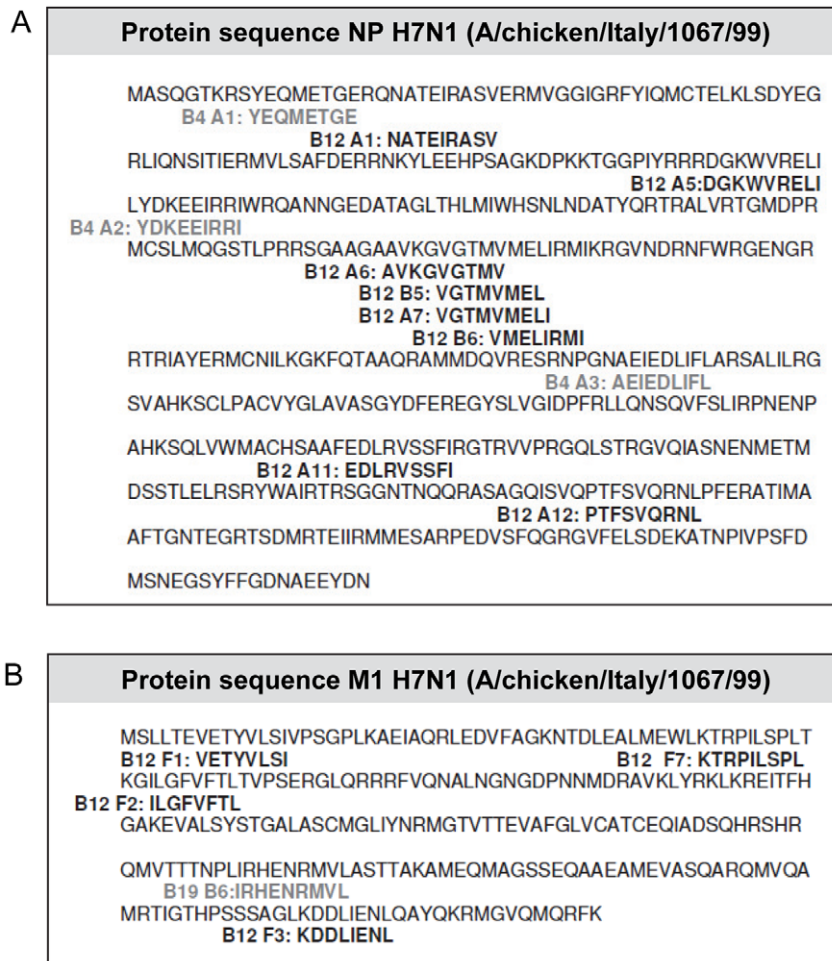 A
Protein sequence NP H7N1 (A/chicken/Italy/1067/99)
MASQGTKRSYEQMETGERQNATEIRASVERMVGGIGRFYIQMCTELKLSDYEG
B4 A1: YEQMETGE
B12 A1: NATEIRASV
RLIQNSITIERMVLSAFDERRNKYLEEHPSAGKDPKKTGGPIYRRRDGKWVRELI
B12 A5:DGKWVRELI
LYDKEEIRRIWRQANNGEDATAGLTHLMIWHSNLNDATYQRTRALVRTGMDPR
B4 A2: YDKEEIRRI
MCSLMQGSTLPRRSGAAGAAVKGVGTMVMELIRMIKRGVNDRNFWRGENGR
B12 A6: AVKGVGTMV
B12 B5: VGTMVMEL
B12 A7: VGTMVMELI
B12 B6: VMELIRMI
RTRIAYERMCNILKGKFQTAAQRAMMDQVRESRNPGNAEIEDLIFLARSALILRG
B4 A3: AEIEDLIFL
SVAHKSCLPACVYGLAVASGYDFEREGYSLVGIDPFRLLQNSQVFSLIRPNENP
AHKSQLVWMACHSAAFEDLRVSSFIRGTRVVPRGQLSTRGVQIASNENMETM
B12 A11: EDLRVSSFI
DSSTLELRSRYWAIRTRSGGNTNQQRASAGQISVQPTFSVQRNLPFERATIMA
B12 A12: PTFSVQRNL
AFTGNTEGRTSDMRTEIIRMMESARPEDVSFQGRGVFELSDEKATNPIVPSFD
MSNEGSYFFGDNAEEYDN
B
Protein sequence M1 H7N1 (A/chicken/Italy/1067/99)
MSLLTEVETYVLSIVPSGPLKAEIAQRLEDVFAGKNTDLEALMEWLKTRPILSPLT
B12 F1: VETYVLSI B12 F7: KTRPILSPL
KGILGFVFTLTVPSERGLQRRRFVQNALNGNGDPNNMDRAVKLYRKLKREITFH
B12 F2: ILGFVFTL
GAKEVALSYSTGALASCMGLIYNRMGTVTTEVAFGLVCATCEQIADSQHRSHR
QMVTTTNPLIRHENRMVLASTTAKAMEQMAGSSEQAAEAMEVASQARQMVQA
B19 B6:IRHENRMVL
MRTIGTHPSSSAGLKDDLIENLQAYQKRMGVQMQRFK
B12 F3: KDDLIENL